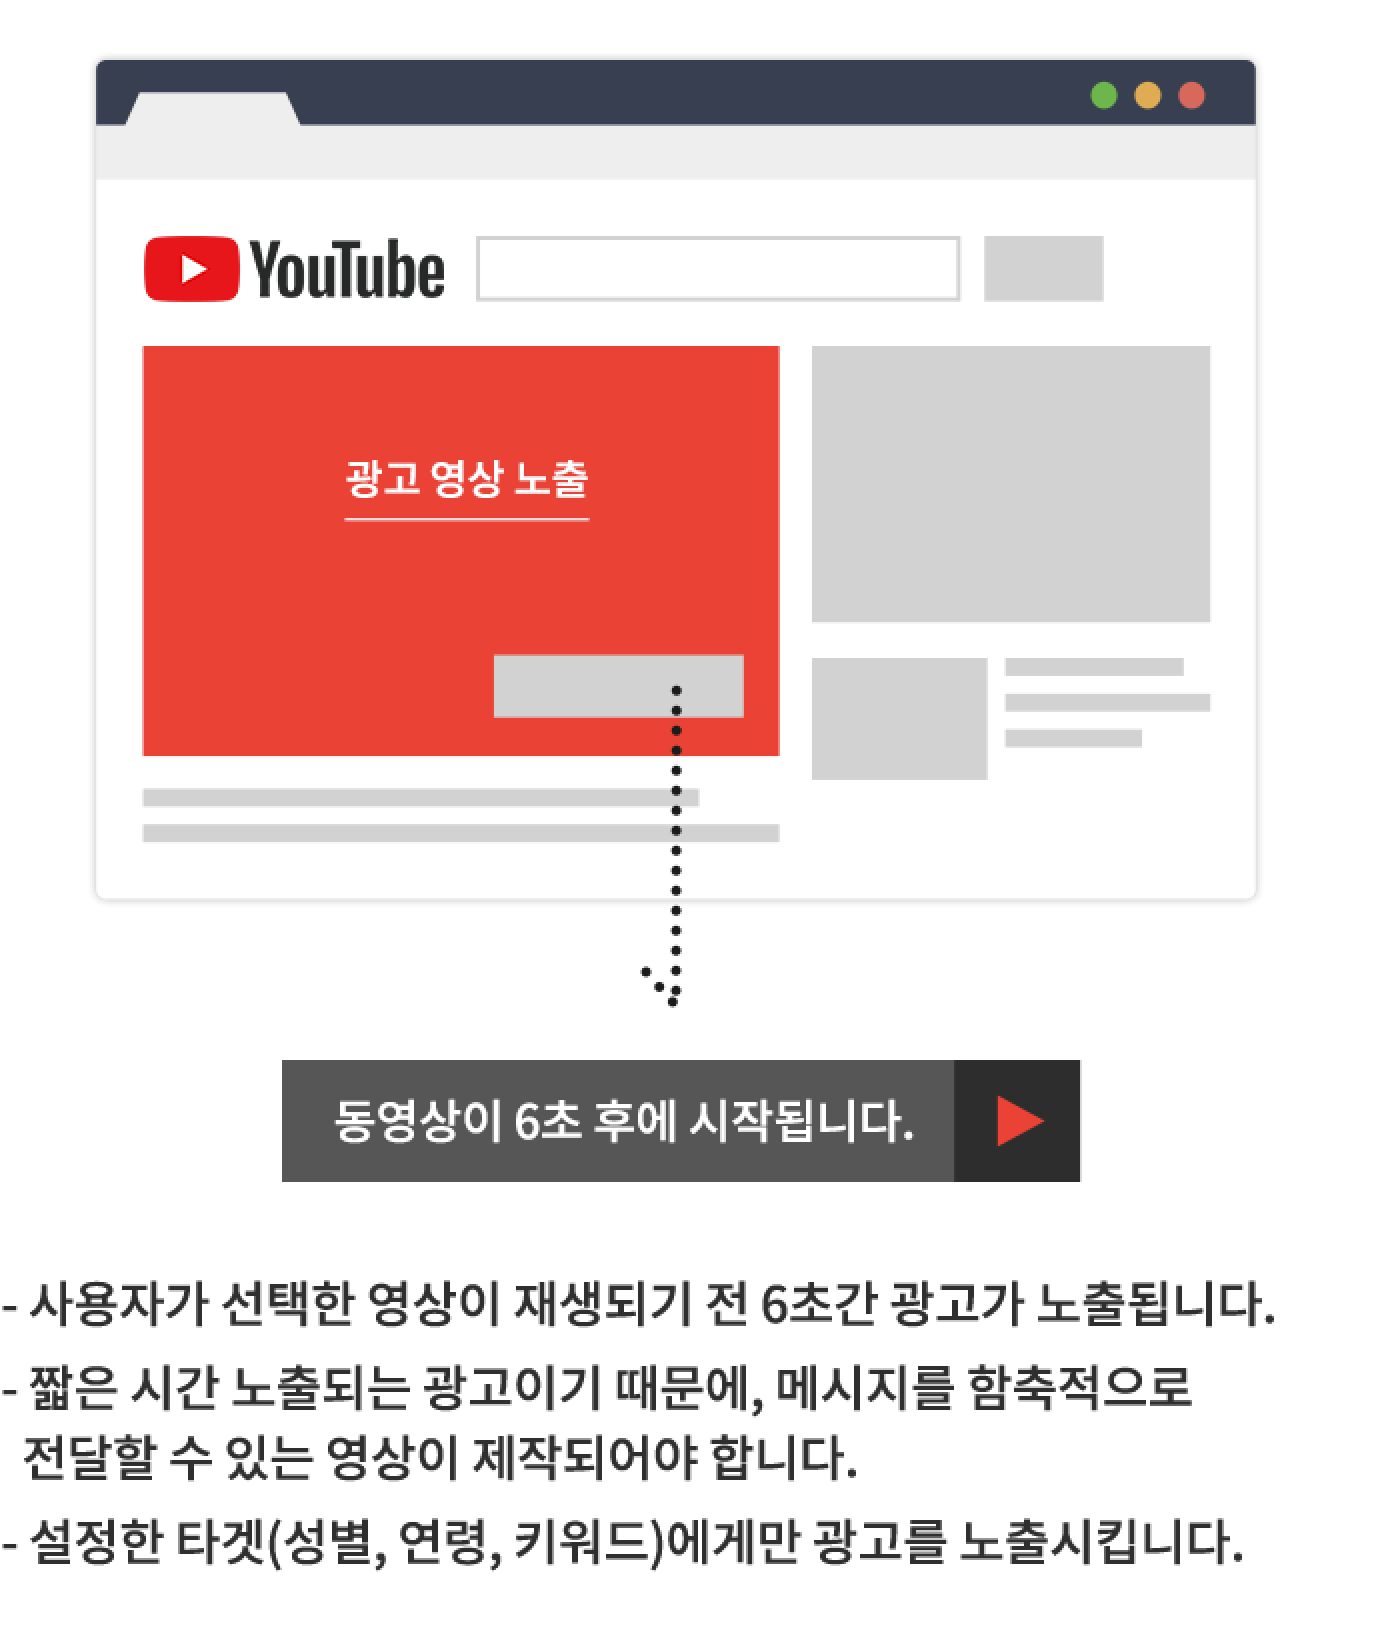 YouTube
광고 영상 노출
동영상이 6초 후에 시작됩니다.
- 사용자가 선택한 영상이 재생되기 전 6초간 광고가 노출됩니다.
- 짧은 시간 노출되는 광고이기 때문에, 메시지를 함축적으로
전달할 수 있는 영상이 제작되어야 합니다.
- 설정한 타겟(성별, 연령, 키워드)에게만 광고를 노출시킵니다.